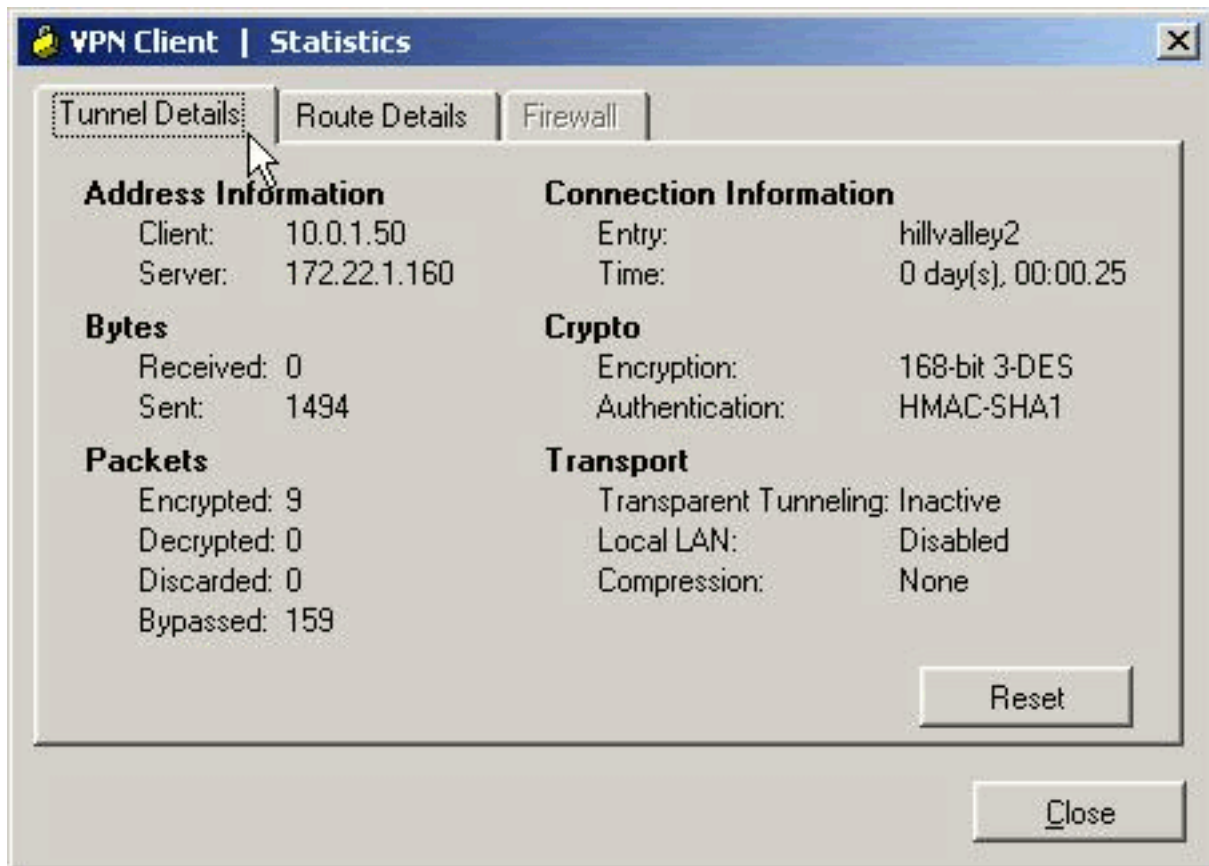 VPN Client | Statistics
Tunnel Details
Route Details
Firewall
Address Information
Client: 10.0.1.50
Server: 172.22.1.160
Bytes
Received: 0
Sent: 1494
Packets
Encrypted: 9
Decrypted: 0
Discarded: 0
Bypassed: 159
Connection Information
Entry: hillvalley2
Time: 0 day(s), 00:00.25
Crypto
Encryption: 168-bit 3-DES
Authentication: HMAC-SHA1
Transport
Transparent Tunneling: Inactive
Local LAN: Disabled
Compression: None
Reset
Close